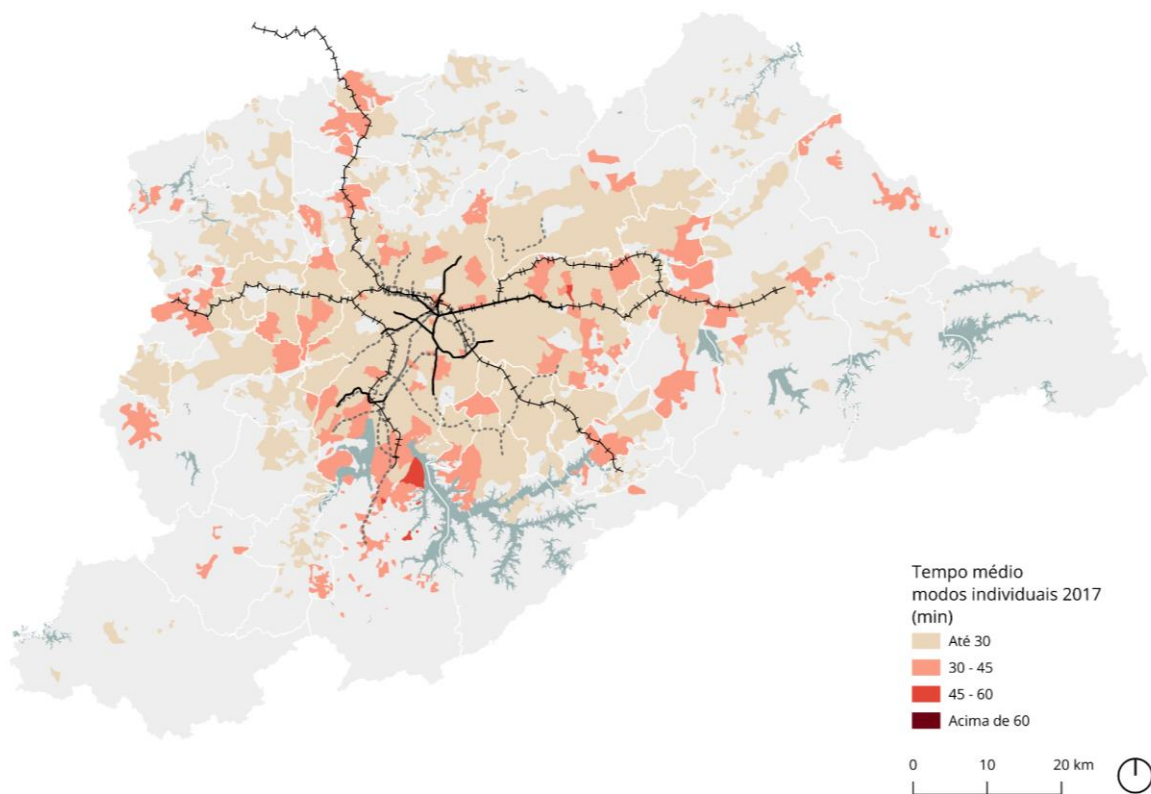 Tempo médio
modos individuais 2017
(min)
Até 30
30 - 45
45 - 60
Acima de 60
0 10 20 km